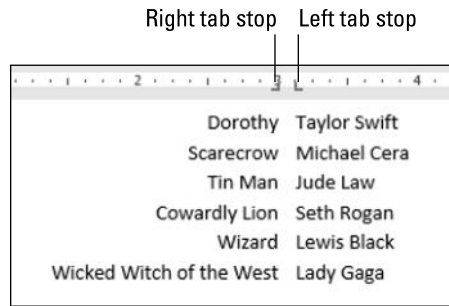 Right tab stop Left tab stop
2 3 4
Dorothy Taylor Swift
Scarecrow Michael Cera
Tin Man Jude Law
Cowardly Lion Seth Rogan
Wizard Lewis Black
Wicked Witch of the West Lady Gaga